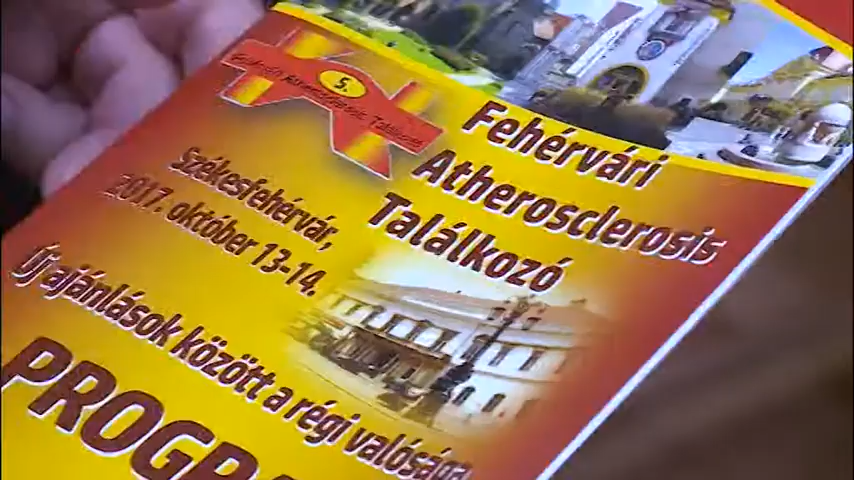 5.
Fehérvári
Atherosclerosis
Találkozó
Székesfehérvár,
2017. október 13-14
Új ajánlások között a régi valóság
PROGR